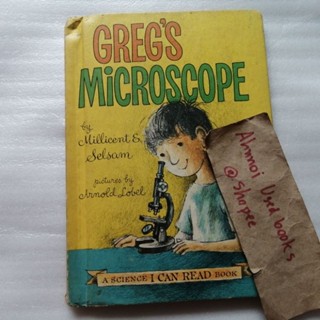 GREG'S
MiCROSCOPE
by
Millicent E.
Selsam
pictures by
Arnold Lobel
A SCIENCE I CAN READ BOOK
Ahmoi Used books
@ Shopee